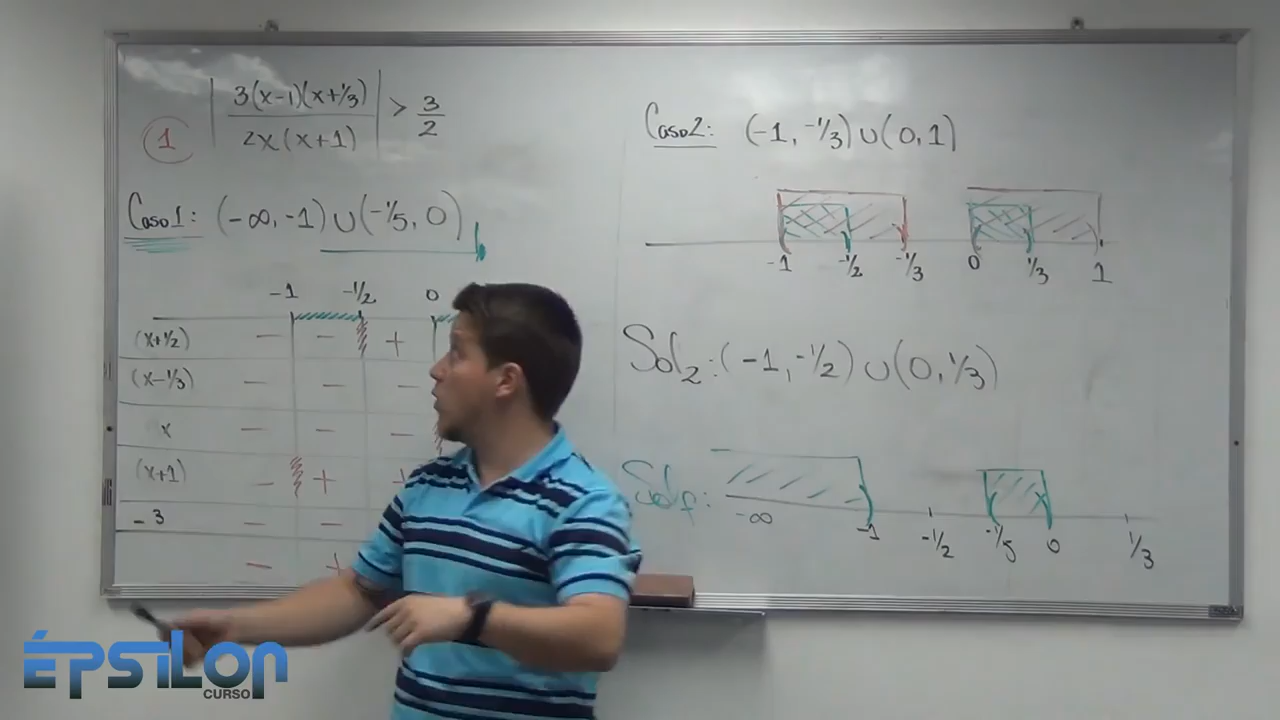 1 | 3(x-1)(x+1/3) / 2x(x+1) | > 3/2
Caso 1: (-∞, -1) ∪ (-1/5, 0)
-1 -1/2 0
(x+1/2) - - +
(x-1/3) - - -
x - - -
(x+1) - + +
-3 - -
- +
Caso 2: (-1, -1/3) ∪ (0, 1)
-1 -1/2 -1/3 0 1/3 1
Sol₂: (-1, -1/2) ∪ (0, 1/3)
Solf:
-∞ -1 -1/2 -1/5 0 1/3
ÉPSILON
CURSO